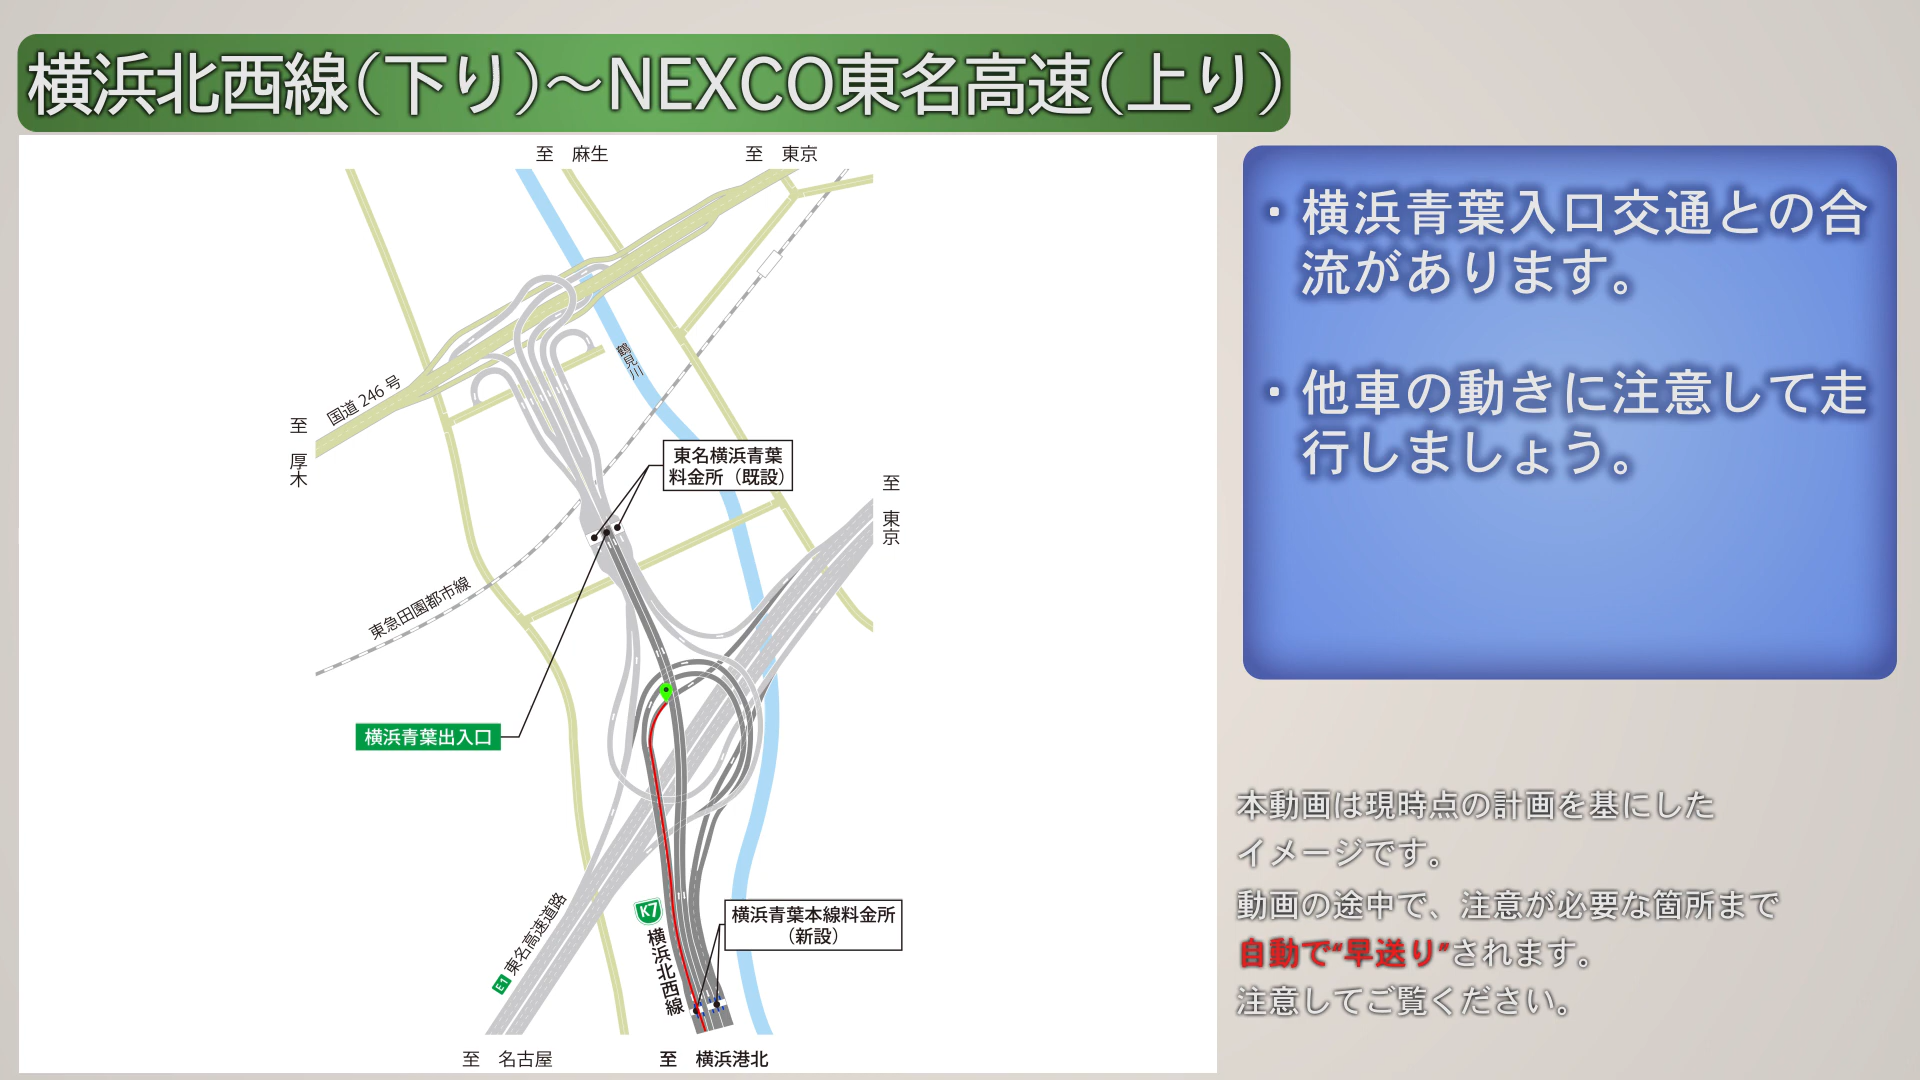 横浜北西線(下り)～NEXCO東名高速(上り)
至 麻生
至 東京
鶴見川
国道246号
至 厚木
東名横浜青葉
料金所(既設)
至 東京
東急田園都市線
横浜青葉出入口
E1 東名高速道路
K7
横浜北西線
横浜青葉本線料金所
(新設)
至 名古屋
至 横浜港北
・横浜青葉入口交通との合
流があります。
・他車の動きに注意して走
行しましょう。
本動画は現時点の計画を基にした
イメージです。
動画の途中で、注意が必要な箇所まで
自動で“早送り”されます。
注意してご覧ください。